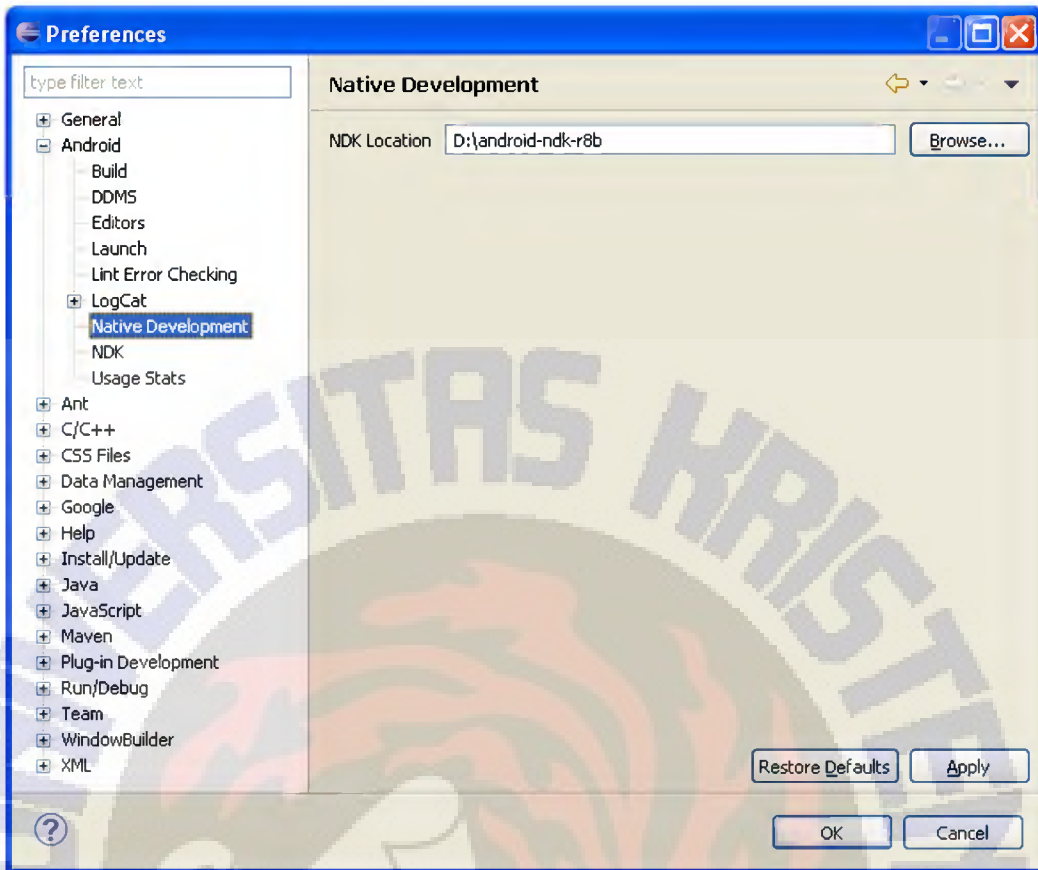 Preferences
type filter text
General
Android
Build
DDMS
Editors
Launch
Lint Error Checking
LogCat
Native Development
NDK
Usage Stats
Ant
C/C++
CSS Files
Data Management
Google
Help
Install/Update
Java
JavaScript
Maven
Plug-in Development
Run/Debug
Team
WindowBuilder
XML
Native Development
NDK Location D:\android-ndk-r8b Browse...
Restore Defaults Apply
OK Cancel
UNIVERSITAS KRISTEN